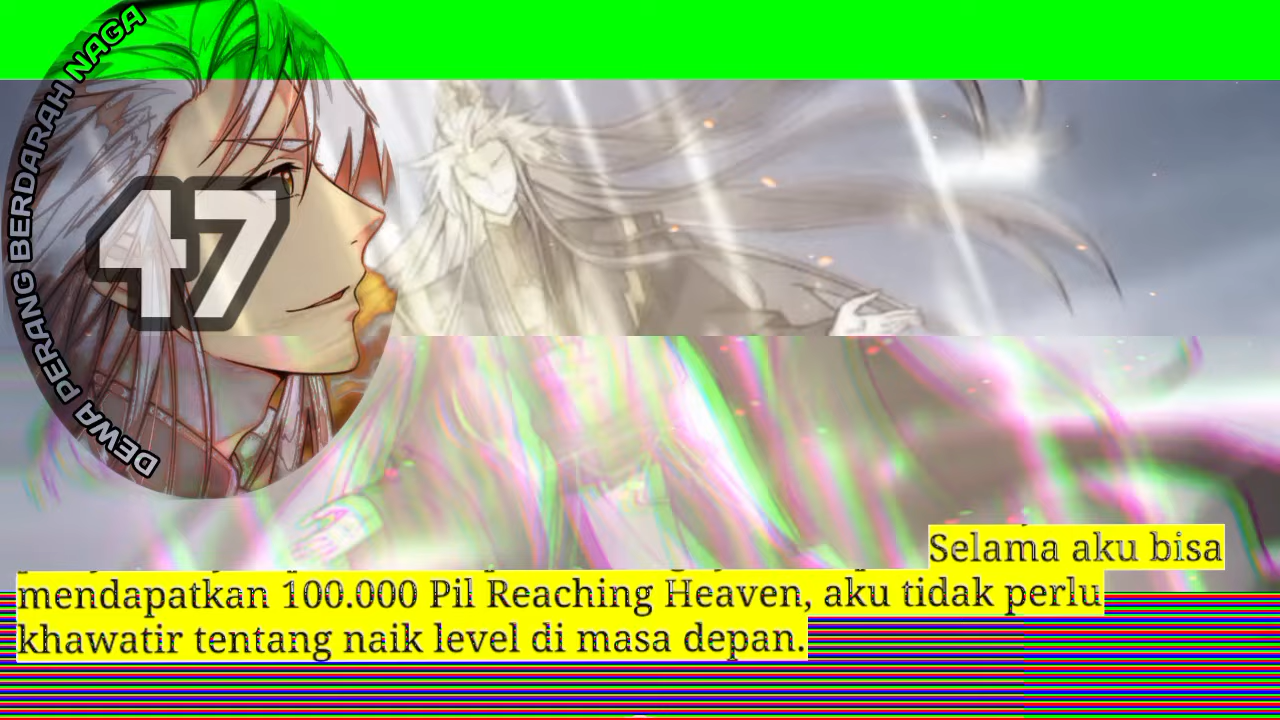 DEWA PERANG BERDARAH NAGA
47
Selama aku bisa
mendapatkan 100.000 Pil Reaching Heaven, aku tidak perlu
khawatir tentang naik level di masa depan.